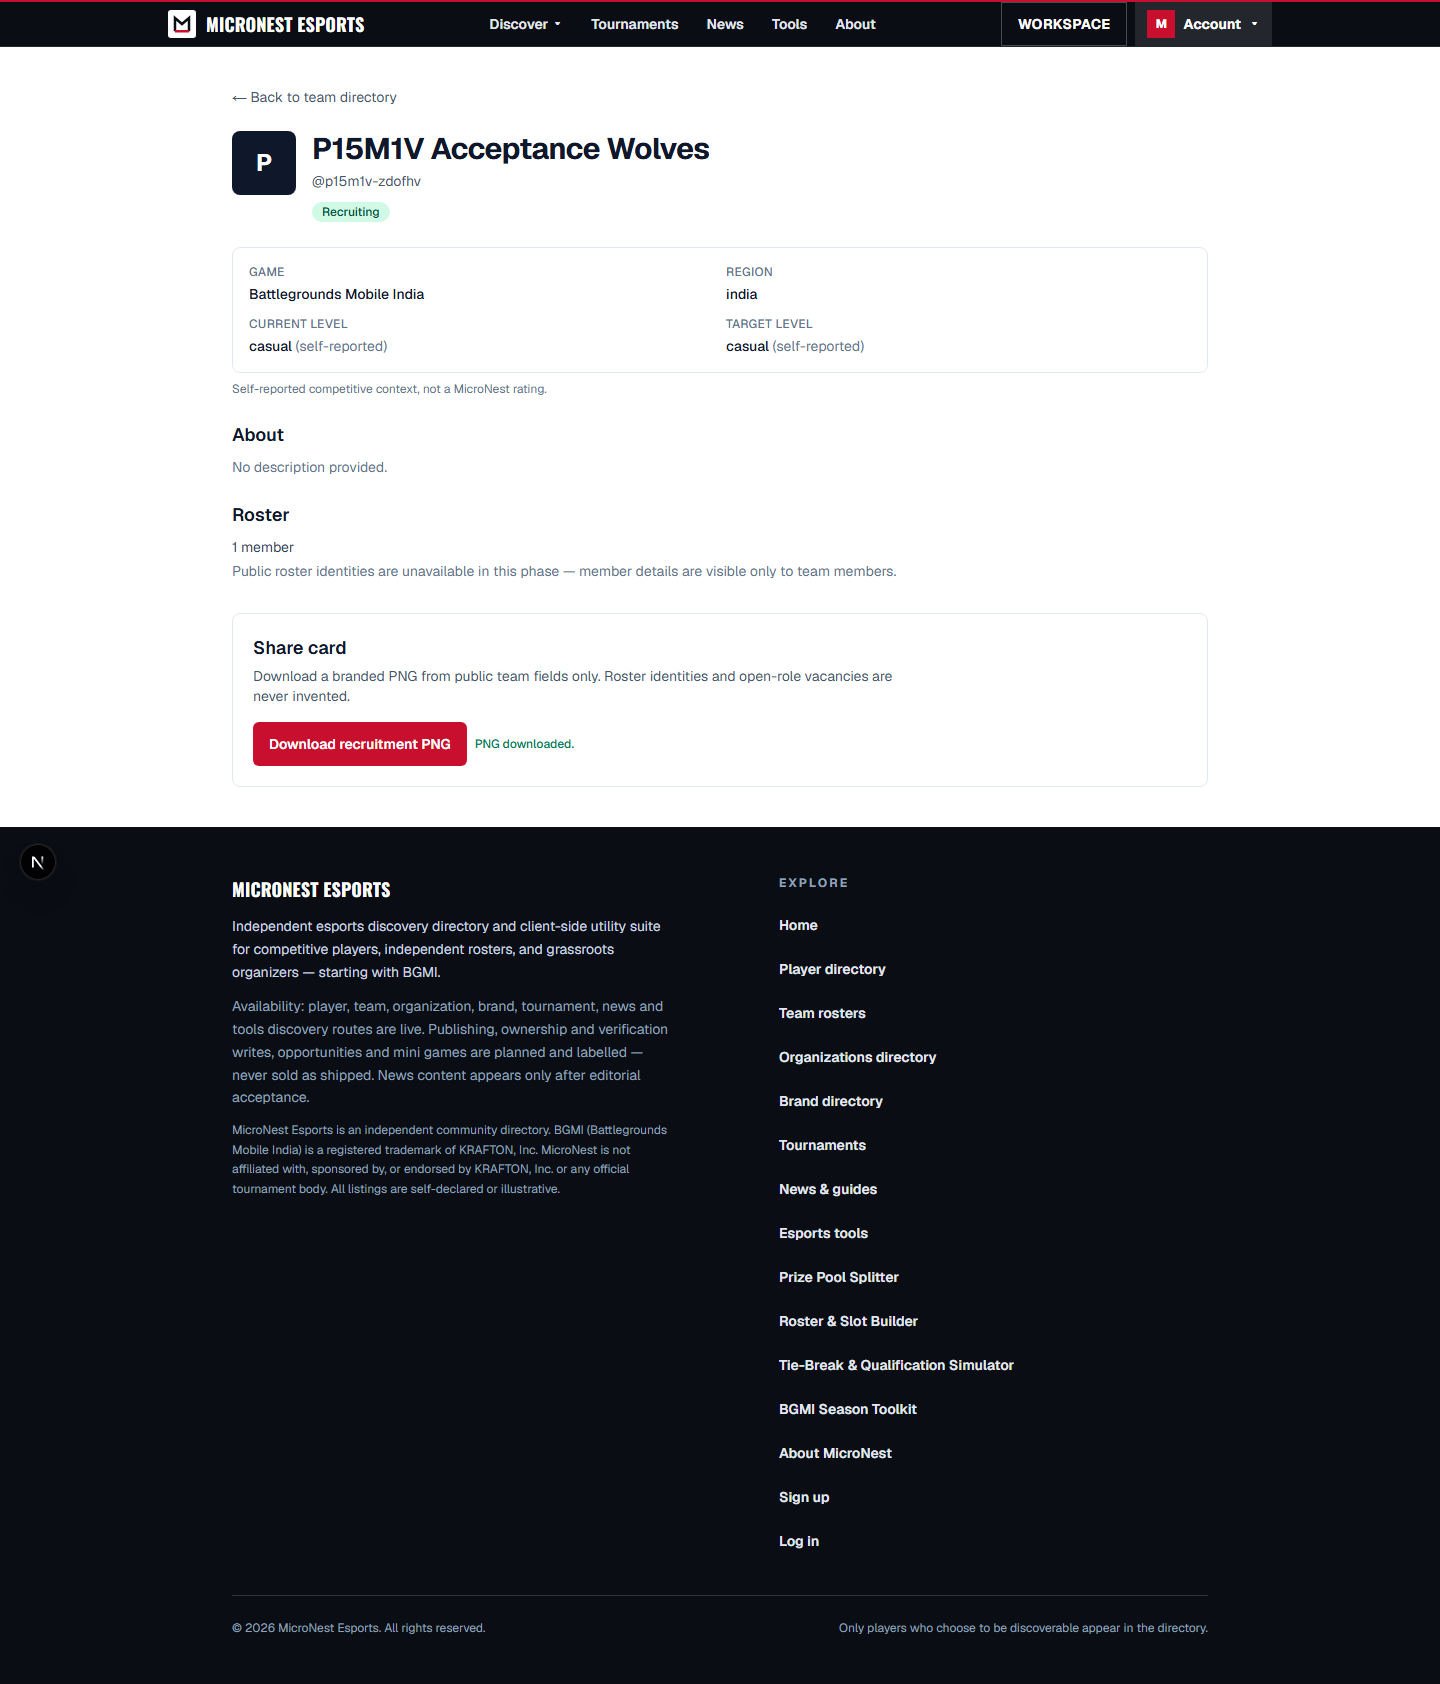 MICRONEST ESPORTS
Discover
Tournaments
News
Tools
About
WORKSPACE
M
Account
← Back to team directory
P
P15M1V Acceptance Wolves
@p15m1v-zdofhv
Recruiting
GAME
Battlegrounds Mobile India
REGION
india
CURRENT LEVEL
casual (self-reported)
TARGET LEVEL
casual (self-reported)
Self-reported competitive context, not a MicroNest rating.
About
No description provided.
Roster
1 member
Public roster identities are unavailable in this phase — member details are visible only to team members.
Share card
Download a branded PNG from public team fields only. Roster identities and open-role vacancies are
never invented.
Download recruitment PNG
PNG downloaded.
N
MICRONEST ESPORTS
Independent esports discovery directory and client-side utility suite
for competitive players, independent rosters, and grassroots
organizers — starting with BGMI.
Availability: player, team, organization, brand, tournament, news and
tools discovery routes are live. Publishing, ownership and verification
writes, opportunities and mini games are planned and labelled —
never sold as shipped. News content appears only after editorial
acceptance.
MicroNest Esports is an independent community directory. BGMI (Battlegrounds
Mobile India) is a registered trademark of KRAFTON, Inc. MicroNest is not
affiliated with, sponsored by, or endorsed by KRAFTON, Inc. or any official
tournament body. All listings are self-declared or illustrative.
EXPLORE
Home
Player directory
Team rosters
Organizations directory
Brand directory
Tournaments
News & guides
Esports tools
Prize Pool Splitter
Roster & Slot Builder
Tie-Break & Qualification Simulator
BGMI Season Toolkit
About MicroNest
Sign up
Log in
© 2026 MicroNest Esports. All rights reserved.
Only players who choose to be discoverable appear in the directory.